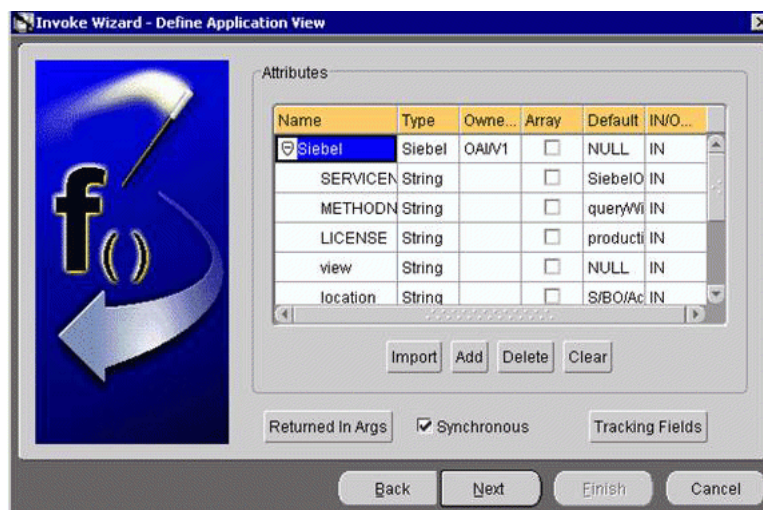 Invoke Wizard - Define Application View
Attributes
Name Type Owne... Array Default IN/O...
Siebel Siebel OAI/V1 NULL IN
SERVICEN String SiebelO IN
METHODN String queryWi IN
LICENSE String producti IN
view String NULL IN
location String S/BO/Ac IN
Import Add Delete Clear
Returned In Args Synchronous Tracking Fields
Back Next Finish Cancel
f()